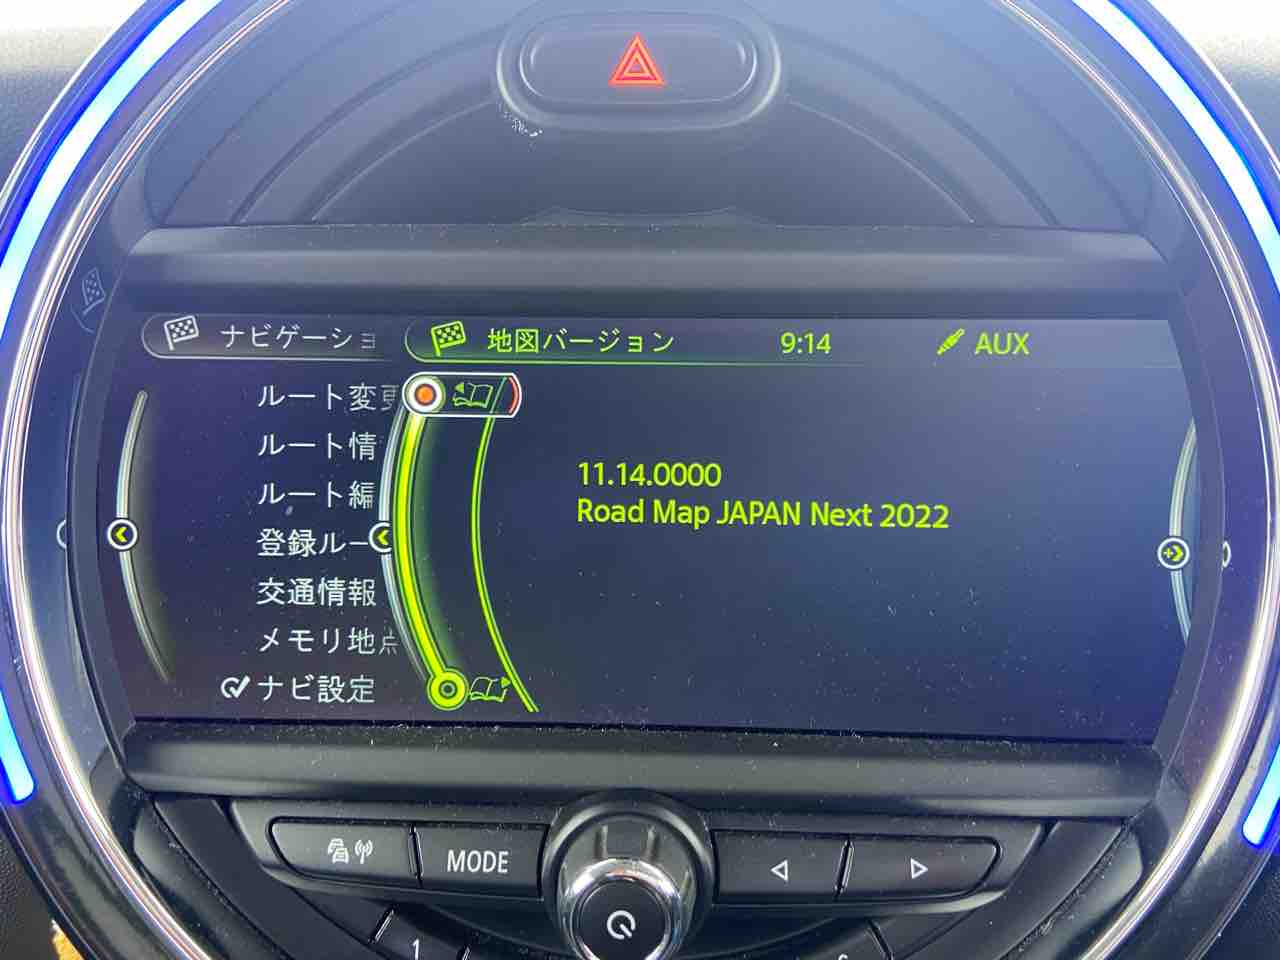 ナビゲーショ
地図バージョン
9:14
AUX
ルート変更
ルート情
ルート編
登録ルー
交通情報
メモリ地点
ナビ設定
11.14.0000
Road Map JAPAN Next 2022
MODE
1